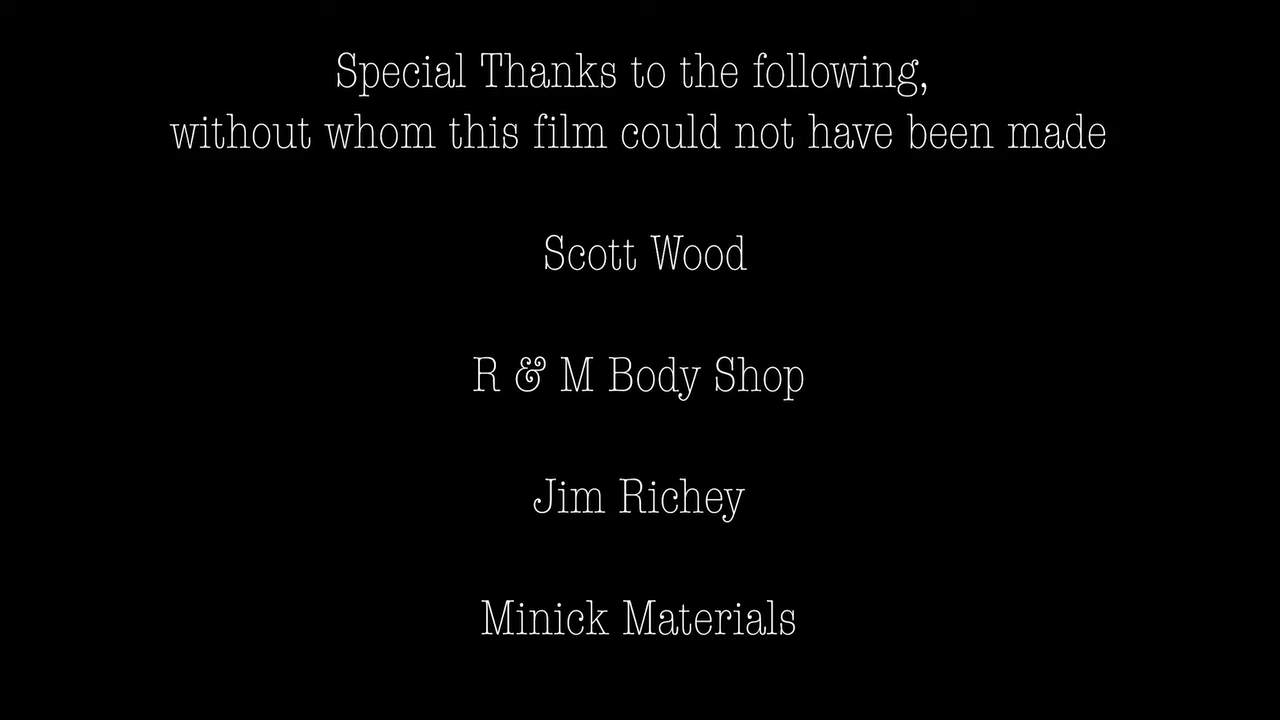 Special Thanks to the following,
without whom this film could not have been made
Scott Wood
R & M Body Shop
Jim Richey
Minick Materials